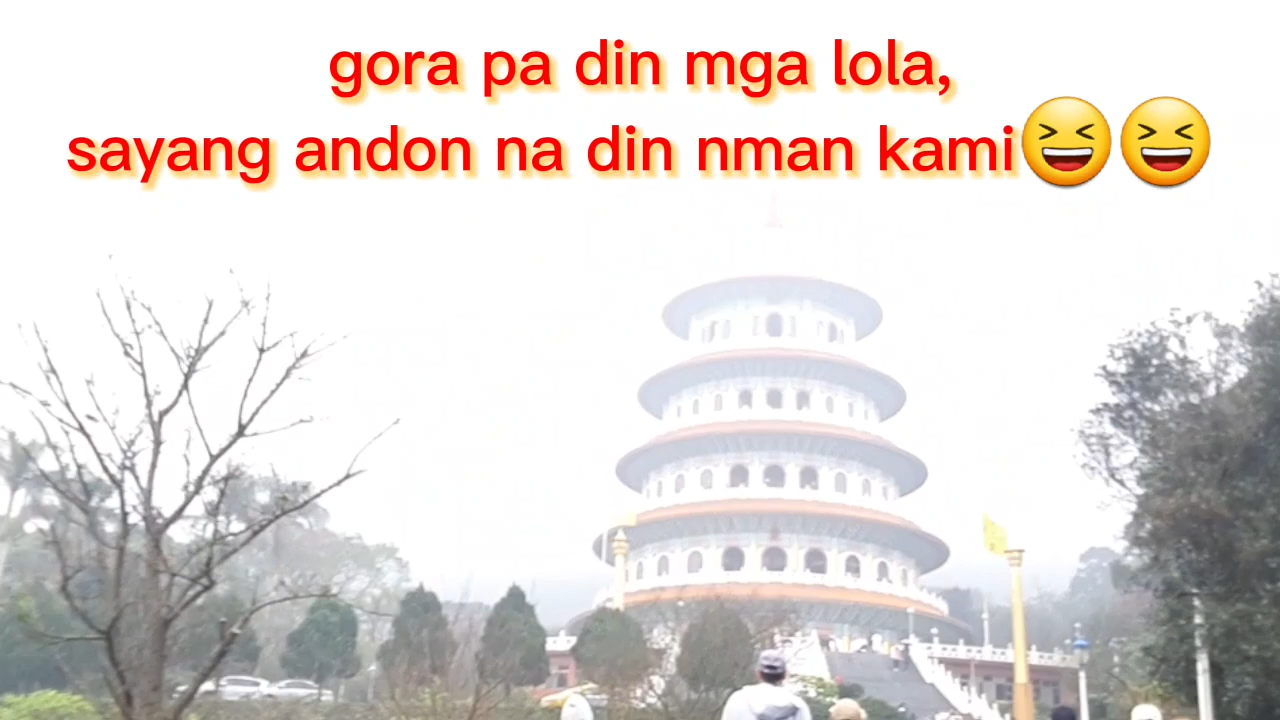 gora pa din mga lola,
sayang andon na din nman kami😆😆